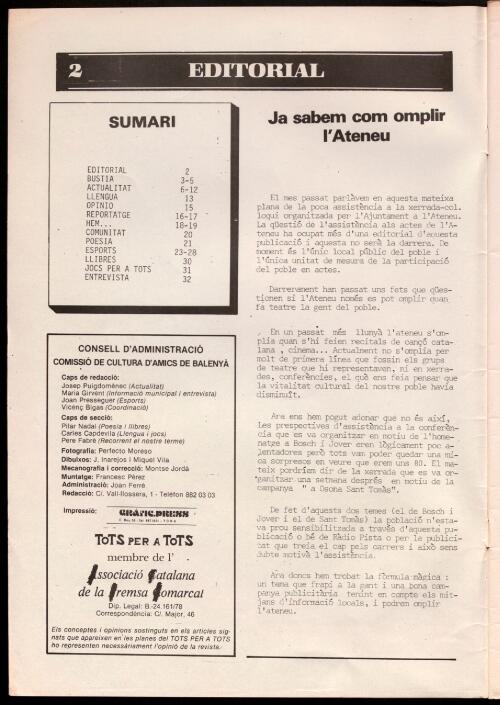 2
EDITORIAL
SUMARI
EDITORIAL 2
BUSTIA 3-5
ACTUALITAT 6-12
LLENGUA 13
OPINIO 15
REPORTATGE 16-17
HEM... 18-19
COMUNITAT 20
POESIA 21
ESPORTS 23-28
LLIBRES 30
JOCS PER A TOTS 31
ENTREVISTA 32
CONSELL D'ADMINISTRACIÓ
COMISSIÓ DE CULTURA D'AMICS DE BALENYÀ
Caps de redacció:
Josep Puigdomènec (Actualitat)
Maria Girvent (Informació municipal i entrevista)
Joan Preseguer (Esports)
Vicenç Bigas (Coordinació)
Caps de secció:
Pilar Nadal (Poesia i llibres)
Carles Capdevila (Llengua i jocs)
Pere Fabré (Recorrent el nostre terme)
Fotografia: Perfecto Moreso
Dibuixos: J. Inarejos i Miquel Vila
Mecanografia i correcció: Montse Jordà
Muntatge: Francesc Pérez
Administració: Joan Ferré
Redacció: C/. Vall-llossera, 1 - Telèfon 882 03 03
Impressió: GRÀFIC.PRESS
TOTS PER A TOTS
membre de l'
Associació Catalana
de la Premsa Comarcal
Dip. Legal: B.-24.161/78
Correspondència: C/. Major, 46
Els conceptes i opinions sostinguts en els articles sig-
nats que apareixen en les planes del TOTS PER A TOTS
no representen necessàriament l'opinió de la revista.
Ja sabem com omplir
l'Ateneu
El mes passat parlàvem en aquesta mateixa
plana de la poca assistència a la xerrada-col.
loqui organitzada per l'Ajuntament a l'Ateneu.
La qüestió de l'assistència als actes de l'A-
teneu ha ocupat més d'una editorial d'aquesta
publicació i aquesta no serà la darrera. De
moment és l'únic local públic del poble i
l'única unitat de mesura de la participació
del poble en actes.
Darrerament han passat uns fets que qües-
tionen si l'Ateneu només es pot omplir quan
fa teatre la gent del poble.
En un passat més llunyà l'ateneu s'om-
plia quan s'hi feien recitals de cançó cata-
lana , cinema... Actualment no s'omplia per
molt de primera línea que fossin els grups
de teatre que hi representaven, ni en xerra-
des, conferències, el què ens feia pensar que
la vitalitat cultural del nostre poble havia
disminuït.
Ara ens hem pogut adonar que no és així,
Les prespectives d'assistència a la conferèn-
cia que es va organitzar en motiu de l'home-
natge a Bosch i Jover eren lògicament poc a-
lentadores però tots vam poder quedar una mi-
ca sorpresos en veure que erem uns 80. El ma-
teix podríem dir de la xerrada que es va or-
ganitzar una setmana després en motiu de la
campanya " a Osona Sant Tomàs".
De fet d'aquests dos temes (el de Bosch i
Jover i el de Sant Tomàs) la població n'esta-
va prou sensibilitzada a través d'aquesta pu-
blicació o bé de Ràdio Pista o per la publici-
tat que treia el cap pels carrers i això sens
dubte motivà l'assistència.
Ara doncs hem trobat la fórmula màgica :
un tema que frapi a la gent i una bona cam-
panya publicitària tenint en compte els mit-
jans d'informació locals, i podrem omplir
l'ateneu.